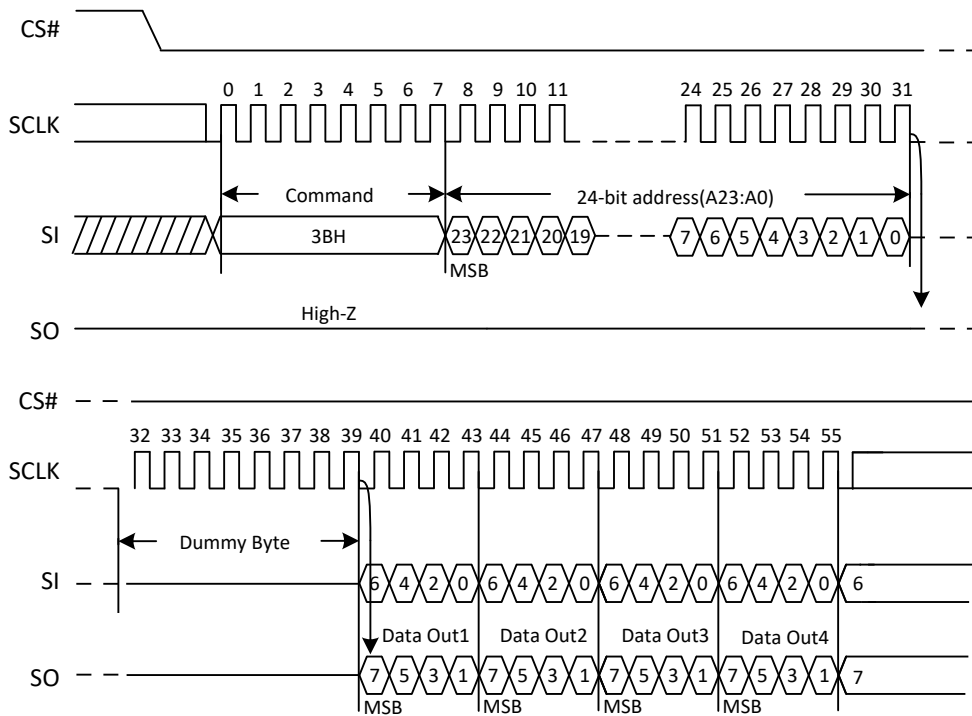 CS#
0 1 2 3 4 5 6 7 8 9 10 11 24 25 26 27 28 29 30 31
SCLK
Command 24-bit address(A23:A0)
SI 3BH 23 22 21 20 19 7 6 5 4 3 2 1 0
MSB
High-Z
SO
CS#
32 33 34 35 36 37 38 39 40 41 42 43 44 45 46 47 48 49 50 51 52 53 54 55
SCLK
Dummy Byte
SI 6 4 2 0 6 4 2 0 6 4 2 0 6 4 2 0 6
Data Out1 Data Out2 Data Out3 Data Out4
SO 7 5 3 1 7 5 3 1 7 5 3 1 7 5 3 1 7
MSB MSB MSB MSB